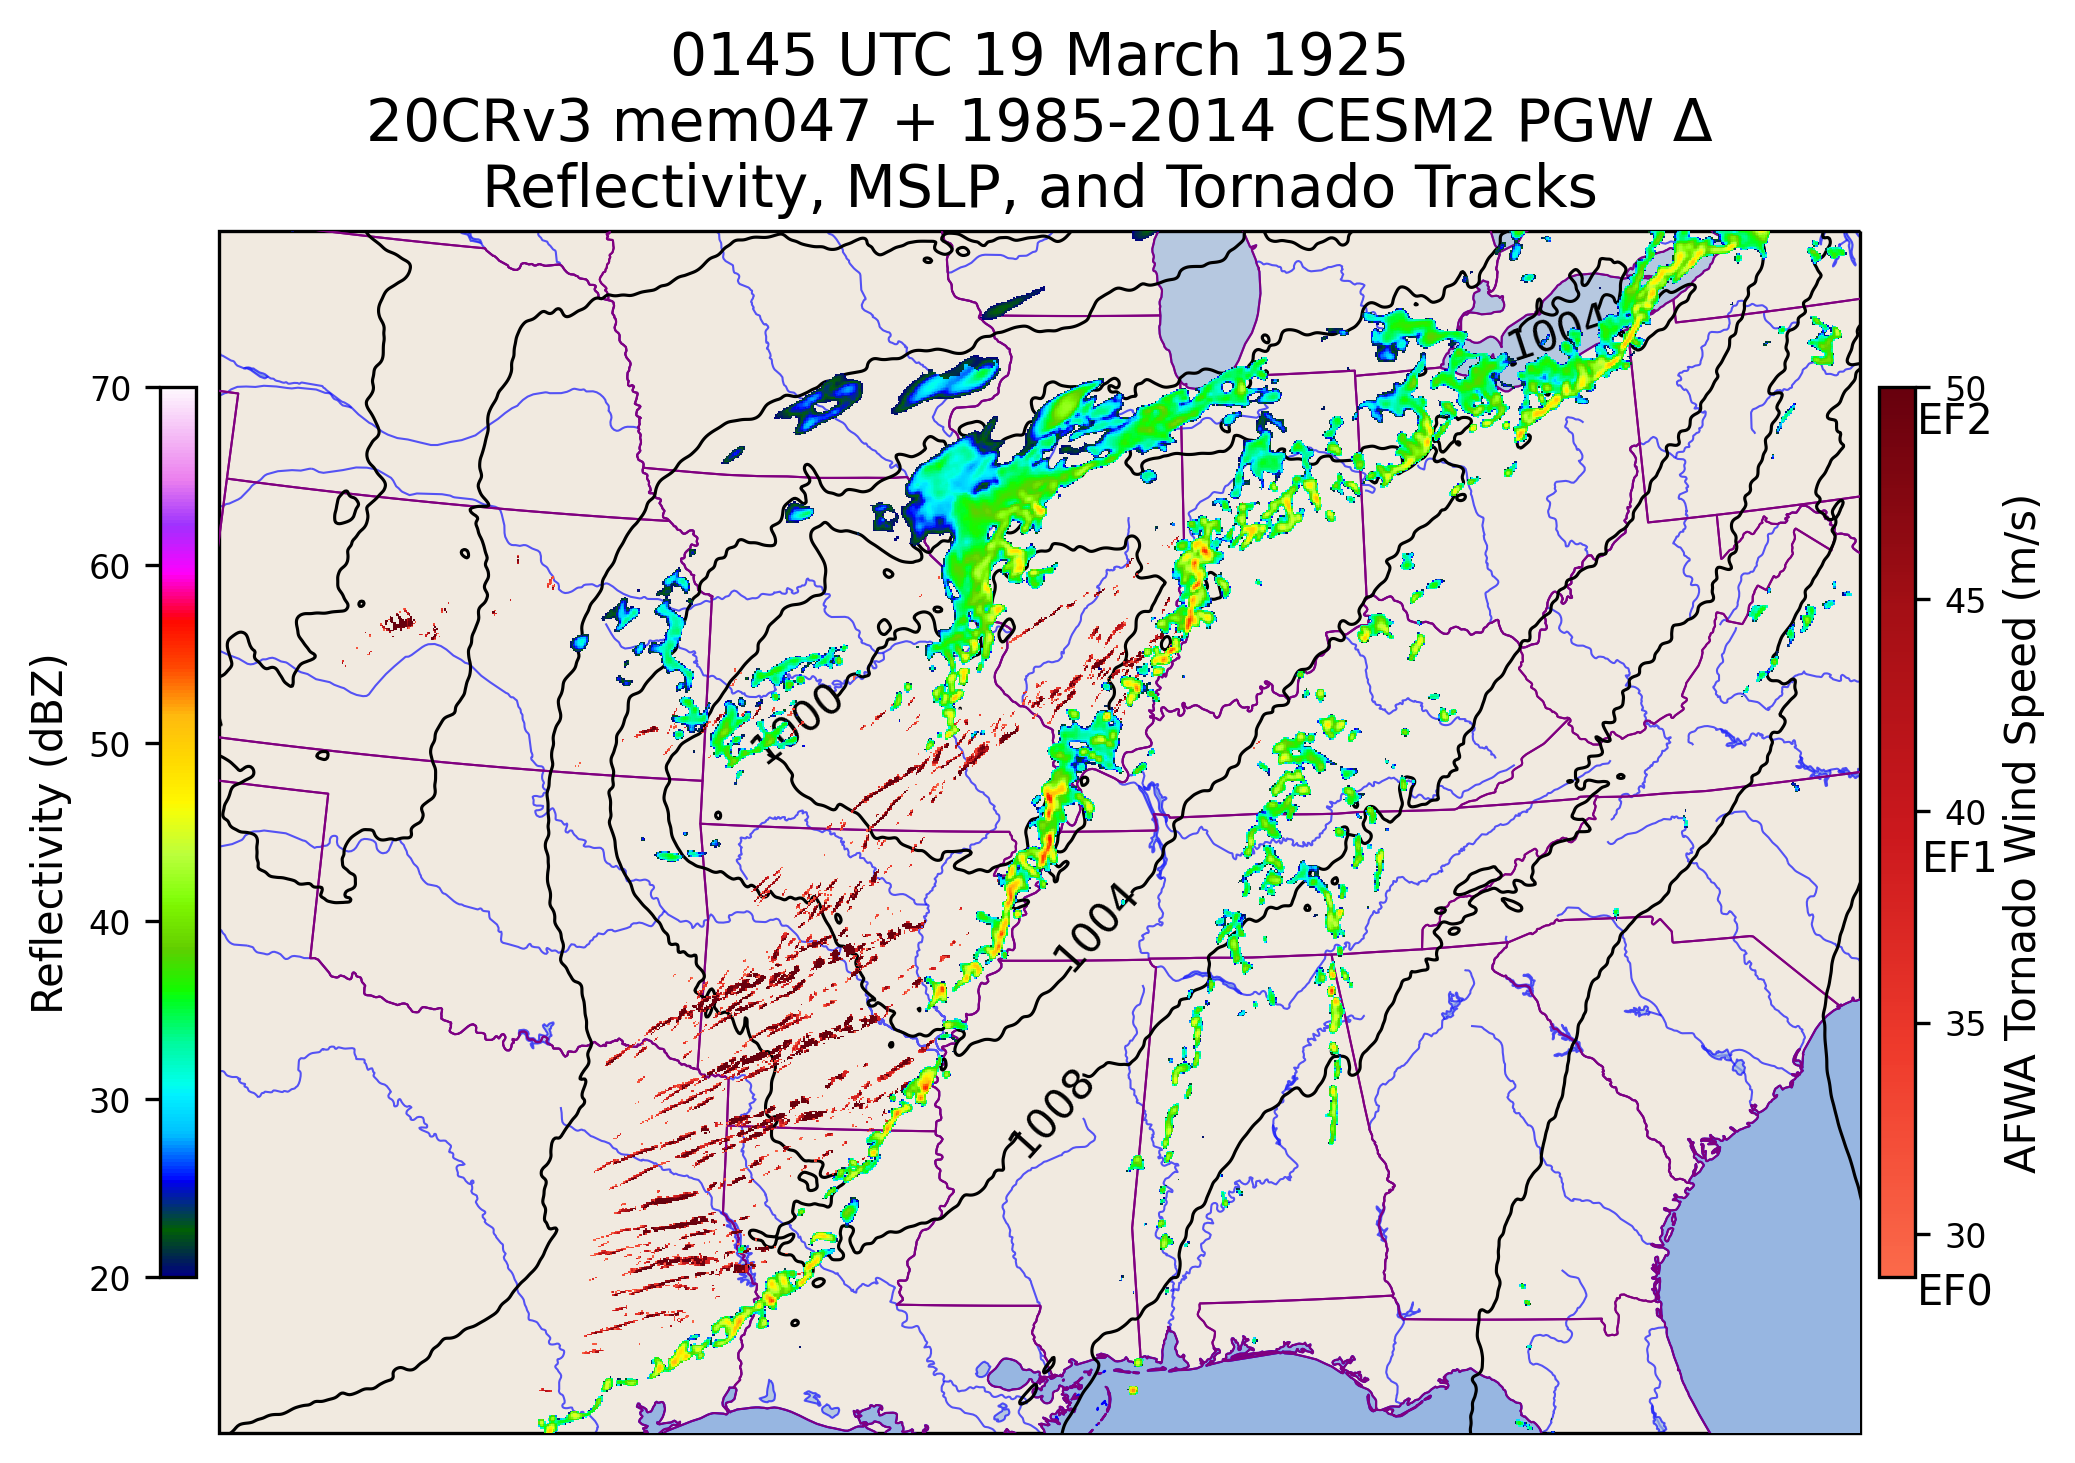 0145 UTC 19 March 1925
20CRv3 mem047 + 1985-2014 CESM2 PGW Δ
Reflectivity, MSLP, and Tornado Tracks
Reflectivity (dBZ)
70
60
50
40
30
20
1004
1000
1004
1008
50
EF2
45
40
EF1
35
30
EF0
AFWA Tornado Wind Speed (m/s)